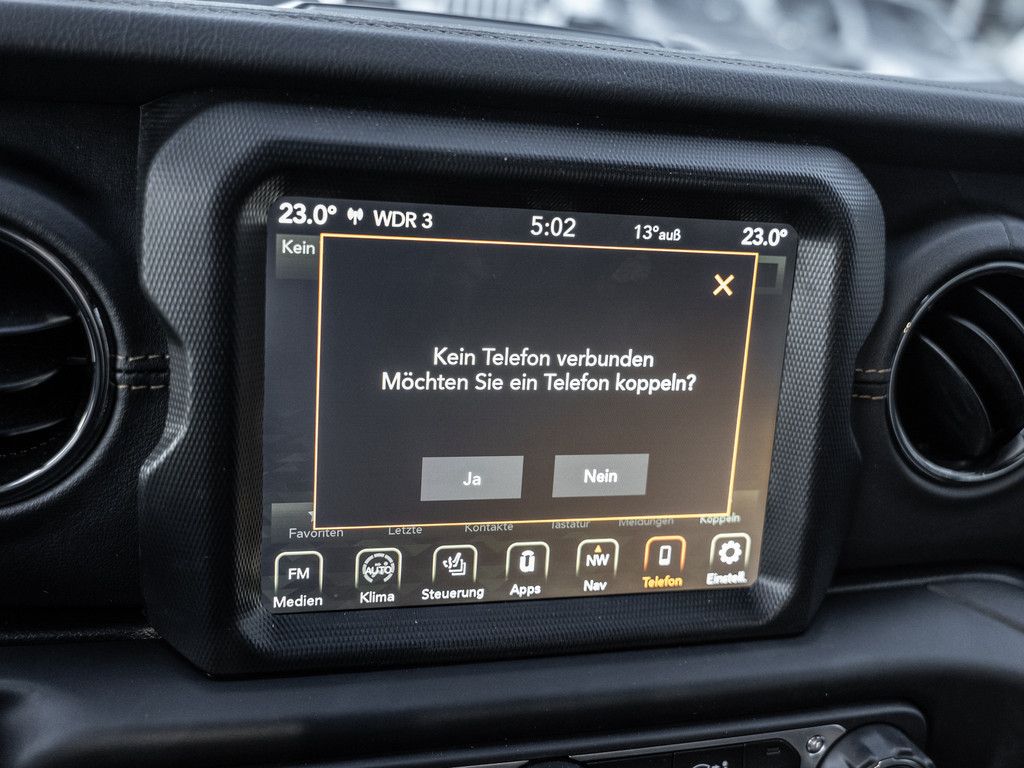 23.0° WDR 3 5:02 13°auß 23.0°
Kein
Kein Telefon verbunden
Möchten Sie ein Telefon koppeln?
Ja Nein
Favoriten Letzte Kontakte Tastatur Meldungen Koppeln
FM AUTO NW
Medien Klima Steuerung Apps Nav Telefon Einstell.